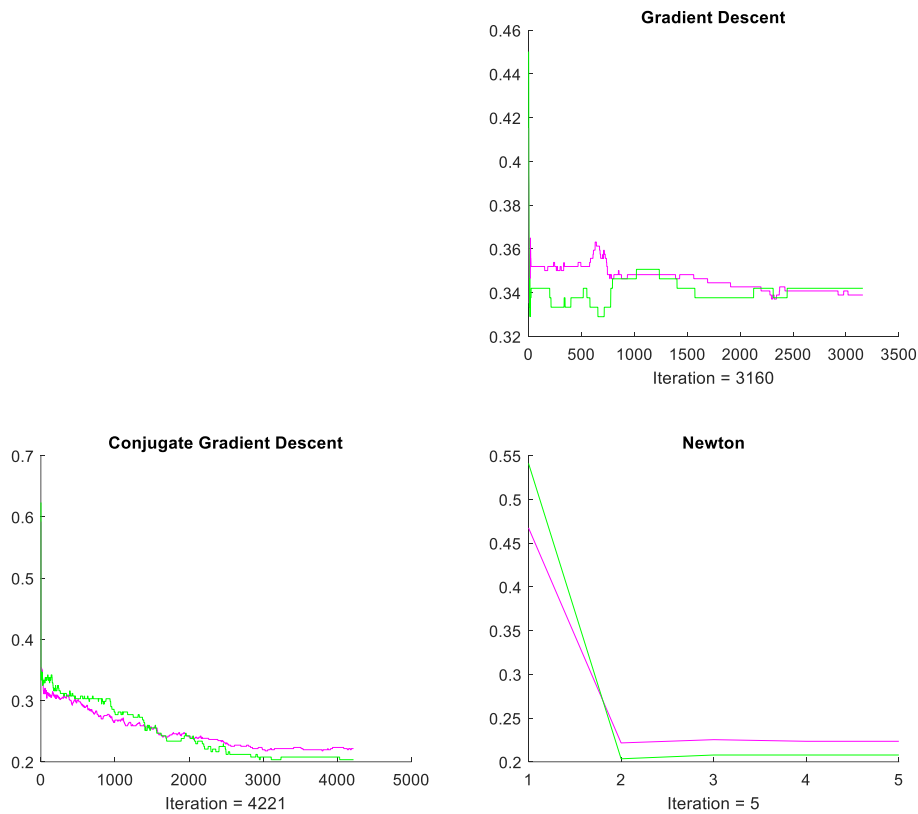 Gradient Descent
0.46
0.44
0.42
0.4
0.38
0.36
0.34
0.32
0 500 1000 1500 2000 2500 3000 3500
Iteration = 3160
Conjugate Gradient Descent
0.7
0.6
0.5
0.4
0.3
0.2
0 1000 2000 3000 4000 5000
Iteration = 4221
Newton
0.55
0.5
0.45
0.4
0.35
0.3
0.25
0.2
1 2 3 4 5
Iteration = 5